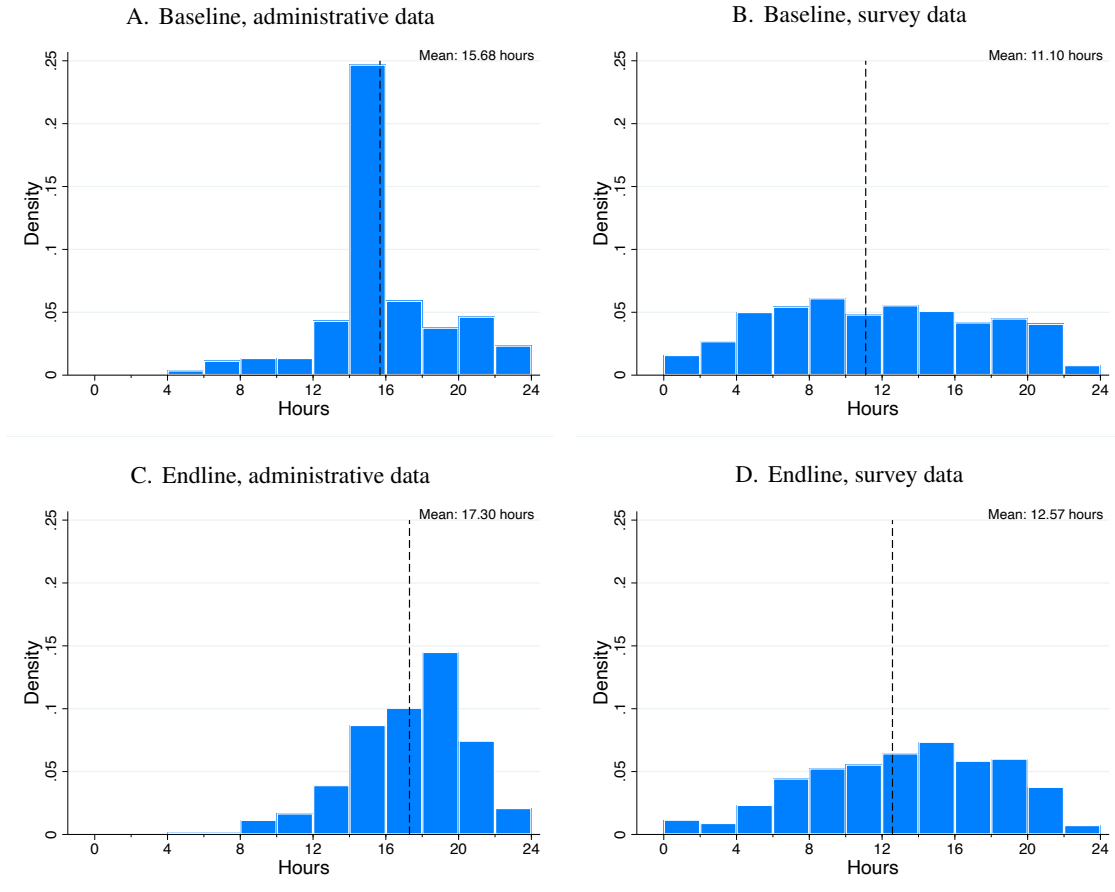 A. Baseline, administrative data
Mean: 15.68 hours
Density
0 .05 .1 .15 .2 .25
0 4 8 12 16 20 24
Hours
B. Baseline, survey data
Mean: 11.10 hours
Density
0 .05 .1 .15 .2 .25
0 4 8 12 16 20 24
Hours
C. Endline, administrative data
Mean: 17.30 hours
Density
0 .05 .1 .15 .2 .25
0 4 8 12 16 20 24
Hours
D. Endline, survey data
Mean: 12.57 hours
Density
0 .05 .1 .15 .2 .25
0 4 8 12 16 20 24
Hours